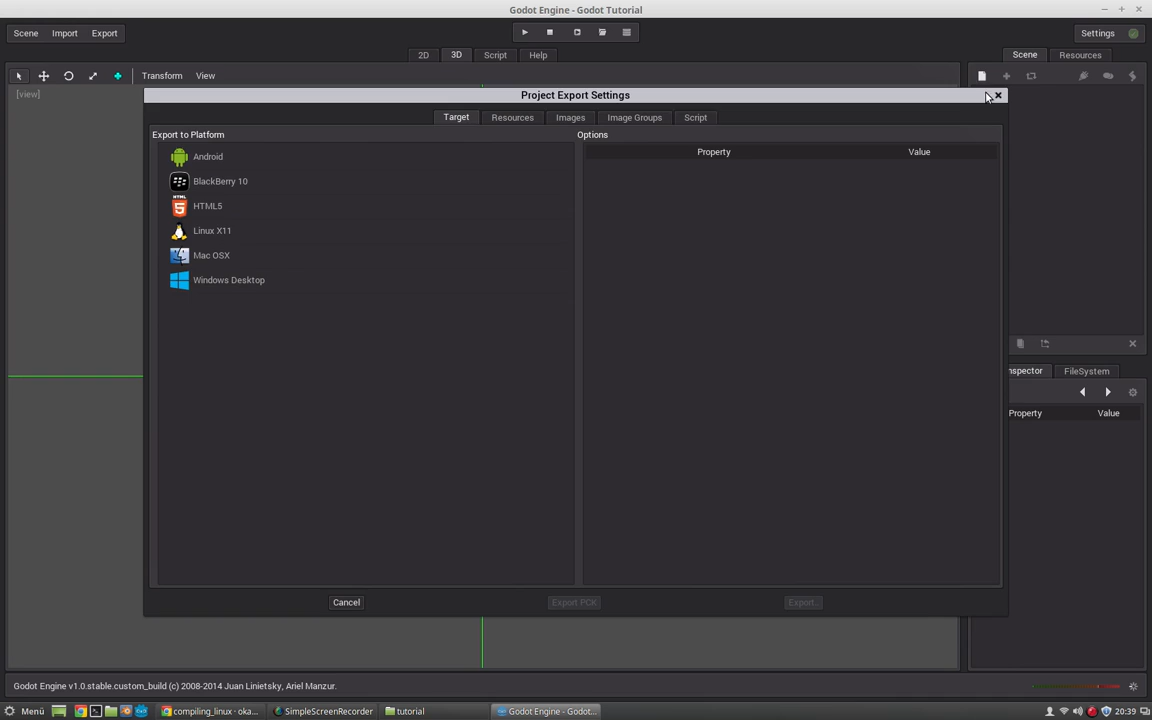 Godot Engine - Godot Tutorial
Scene Import Export
Settings
2D 3D Script Help
Scene Resources
Transform View
[view]
Project Export Settings
Target Resources Images Image Groups Script
Export to Platform
Options
Property Value
Android
BlackBerry 10
HTML5
Linux X11
Mac OSX
Windows Desktop
nspector FileSystem
Property Value
Cancel Export PCK Export.
Godot Engine v1.0.stable.custom_build (c) 2008-2014 Juan Linietsky, Ariel Manzur.
Menü compiling_linux · oka... SimpleScreenRecorder tutorial Godot Engine - Godot... 20:39